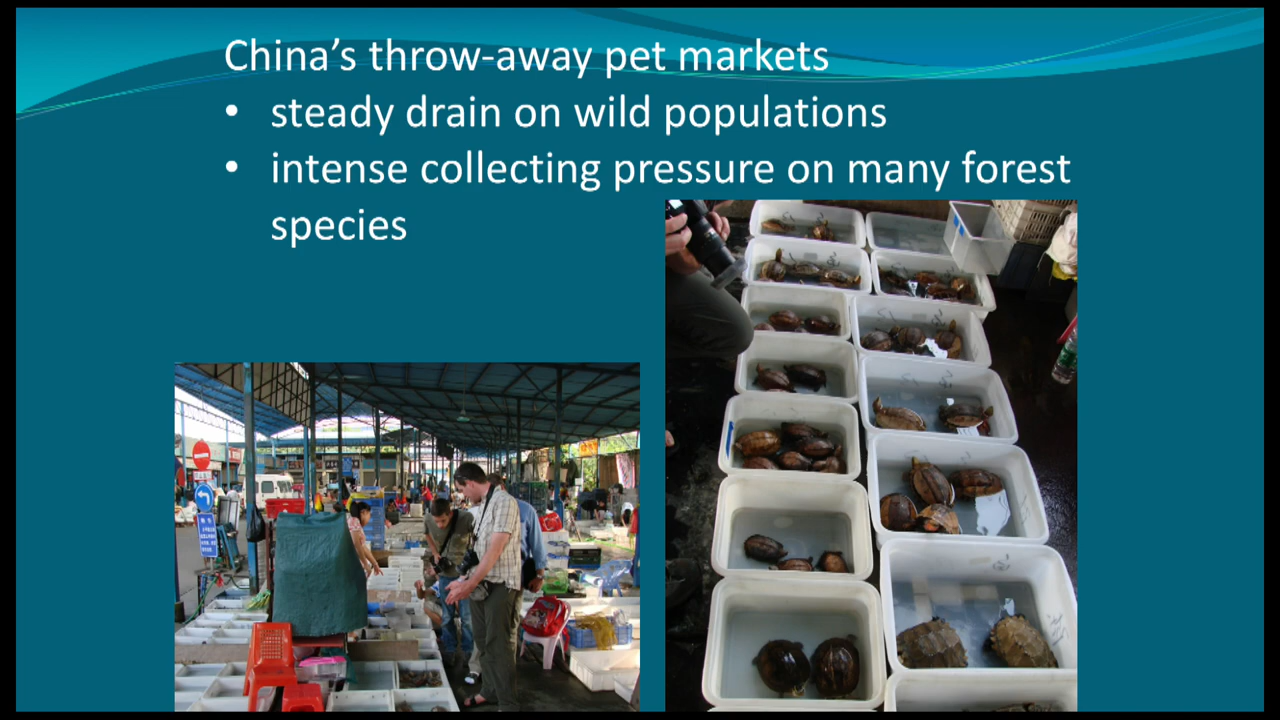 China's throw-away pet markets
• steady drain on wild populations
• intense collecting pressure on many forest
species